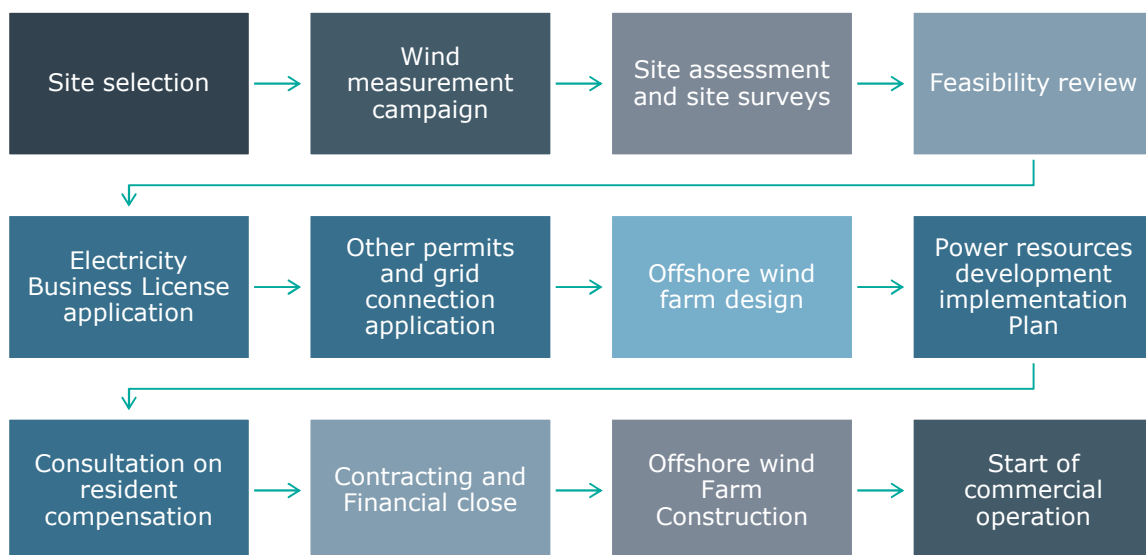 Site selection
Wind
measurement
campaign
Site assessment
and site surveys
Feasibility review
Electricity
Business License
application
Other permits
and grid
connection
application
Offshore wind
farm design
Power resources
development
implementation
Plan
Consultation on
resident
compensation
Contracting and
Financial close
Offshore wind
Farm
Construction
Start of
commercial
operation